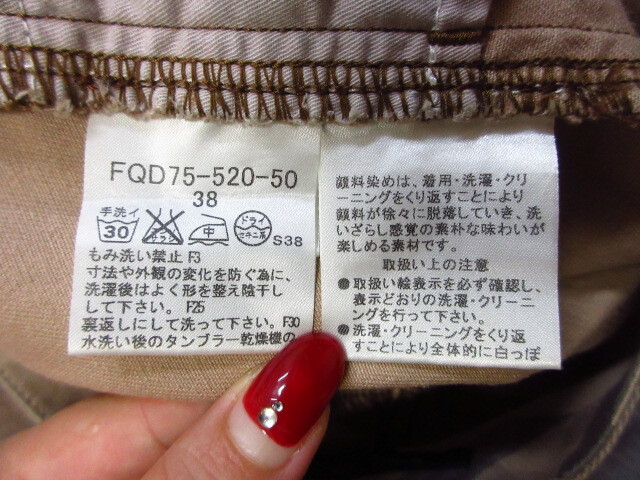 FQD75-520-50
38
手洗イ
30
エンソサラシ
中
ドライ
セキユ系
S38
もみ洗い禁止 F3
寸法や外観の変化を防ぐ為に、
洗濯後はよく形を整え陰干し
して下さい。 FZ5
裏返しにして洗って下さい。F30
水洗い後のタンブラー乾燥機の
顔料染めは、着用・洗濯・クリ
ーニングをくり返すことにより
顔料が徐々に脱落していき、洗
いざらし感覚の素朴な味わいが
楽しめる素材です。
取扱い上の注意
●取扱い絵表示を必ず確認し、
表示どおりの洗濯・クリーニ
ングを行って下さい。
●洗濯・クリーニングをくり返
すことにより全体的に白っぽ